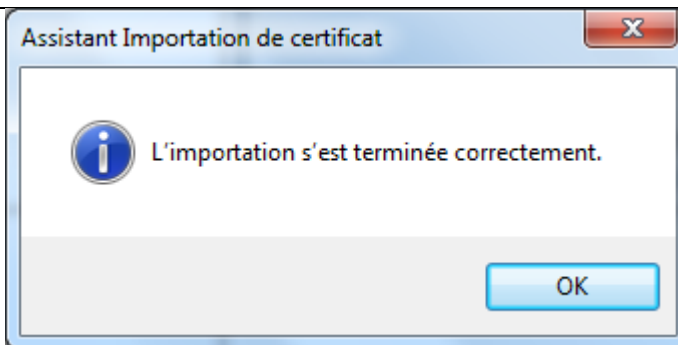 Assistant Importation de certificat
L'importation s'est terminée correctement.
OK